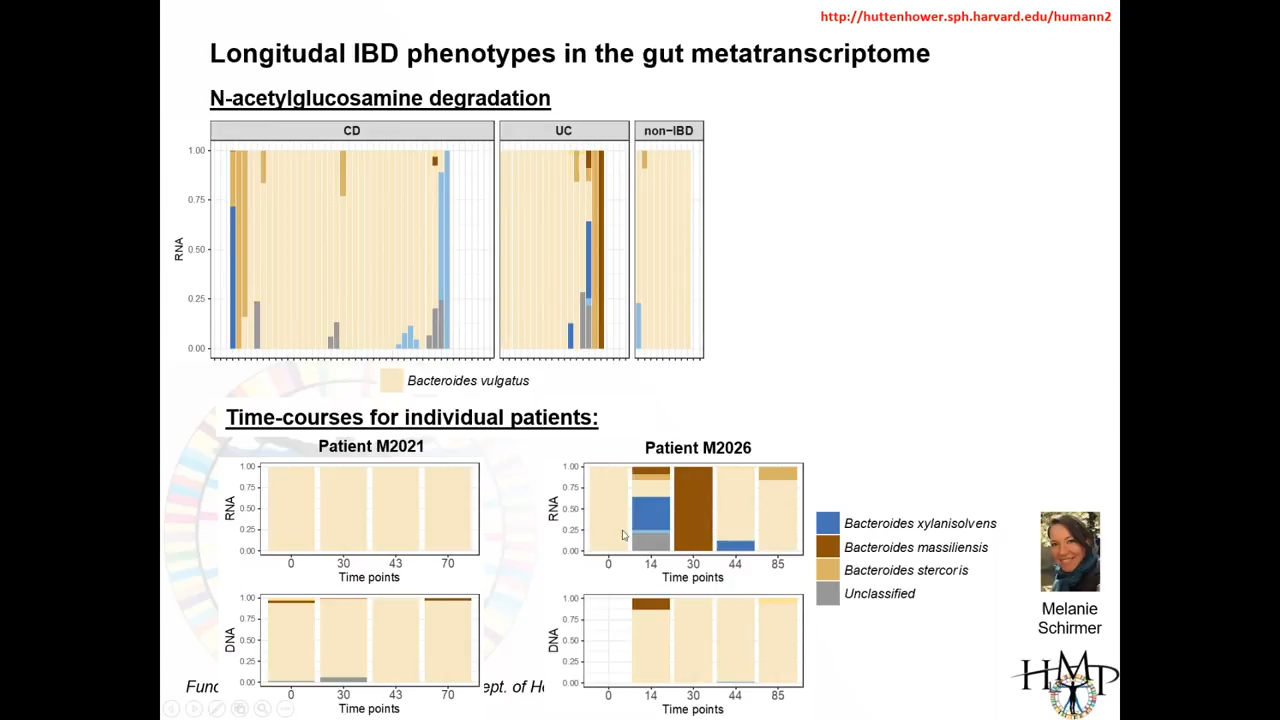 http://huttenhower.sph.harvard.edu/humann2
Longitudal IBD phenotypes in the gut metatranscriptome
N-acetylglucosamine degradation
CD
UC
non-IBD
RNA
1.00
0.75
0.50
0.25
0.00
Bacteroides vulgatus
Time-courses for individual patients:
Patient M2021
RNA
1.00
0.75
0.50
0.25
0.00
0 30 43 70
Time points
DNA
1.00
0.75
0.50
0.25
0.00
0 30 43 70
Time points
Patient M2026
RNA
1.00
0.75
0.50
0.25
0.00
0 14 30 44 85
Time points
DNA
1.00
0.75
0.50
0.25
0.00
0 14 30 44 85
Time points
Bacteroides xylanisolvens
Bacteroides massiliensis
Bacteroides stercoris
Unclassified
Melanie
Schirmer
HMP